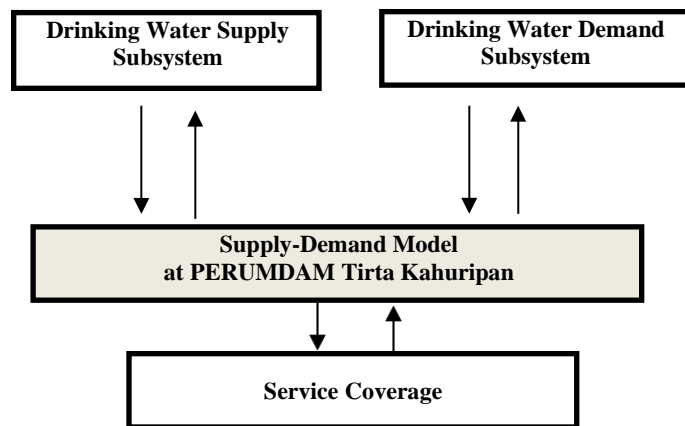 Drinking Water Supply
Subsystem
Drinking Water Demand
Subsystem
Supply-Demand Model
at PERUMDAM Tirta Kahuripan
Service Coverage